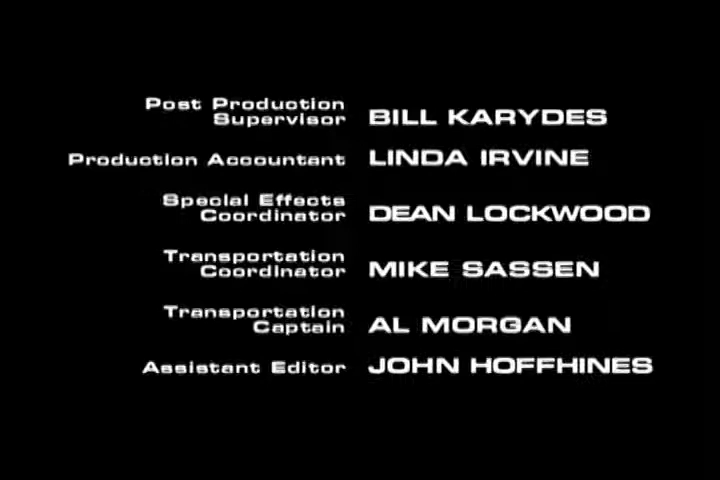 Post Production
Supervisor BILL KARYDES
Production Accountant LINDA IRVINE
Special Effects
Coordinator DEAN LOCKWOOD
Transportation
Coordinator MIKE SASSEN
Transportation
Captain AL MORGAN
Assistant Editor JOHN HOFFHINES